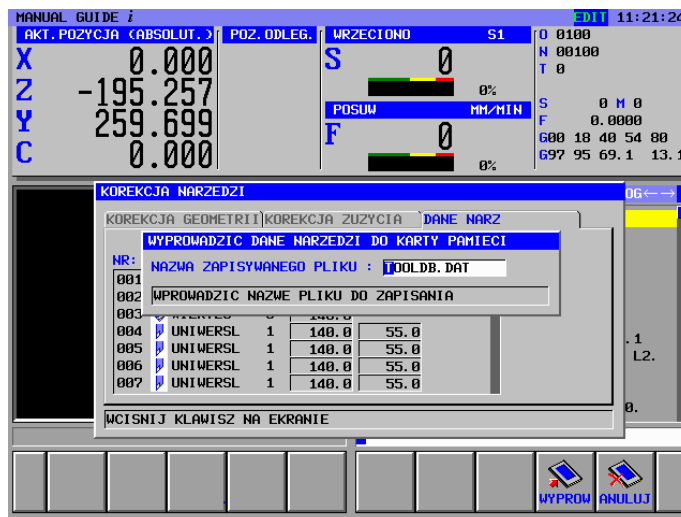 MANUAL GUIDE i EDIT 11:21:24
AKT.POZYCJA (ABSOLUT.) POZ.ODLEG. WRZECIONO S1 O 0100
X 0.000 S 0 N 00100
T 0
Z -195.257 0%
POSUW MM/MIN S 0 M 0
Y 259.699 F 0 F 0.0000
G00 18 40 54 80
C 0.000 0% G97 95 69.1 13.1
KOREKCJA NARZEDZI OG←→
KOREKCJA GEOMETRII KOREKCJA ZUZYCIA DANE NARZ
WYPROWADZIC DANE NARZEDZI DO KARTY PAMIECI
NR: NAZWA ZAPISYWANEGO PLIKU : TOOLDB.DAT
001
002 WPROWADZIC NAZWE PLIKU DO ZAPISANIA
003
004 UNIWERSL 1 140.0 55.0
005 UNIWERSL 1 140.0 55.0 .1
L2.
006 UNIWERSL 1 140.0 55.0
007 UNIWERSL 1 140.0 55.0
0.
WCISNIJ KLAWISZ NA EKRANIE
WYPROW ANULUJ